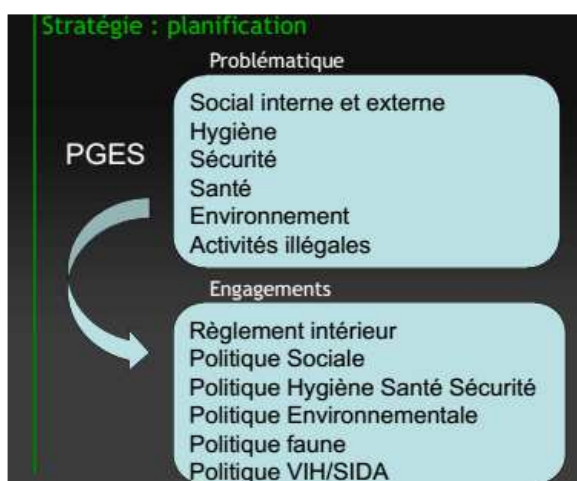 Stratégie : planification
Problématique
Social interne et externe
Hygiène
Sécurité
Santé
Environnement
Activités illégales
PGES
Engagements
Règlement intérieur
Politique Sociale
Politique Hygiène Santé Sécurité
Politique Environnementale
Politique faune
Politique VIH/SIDA